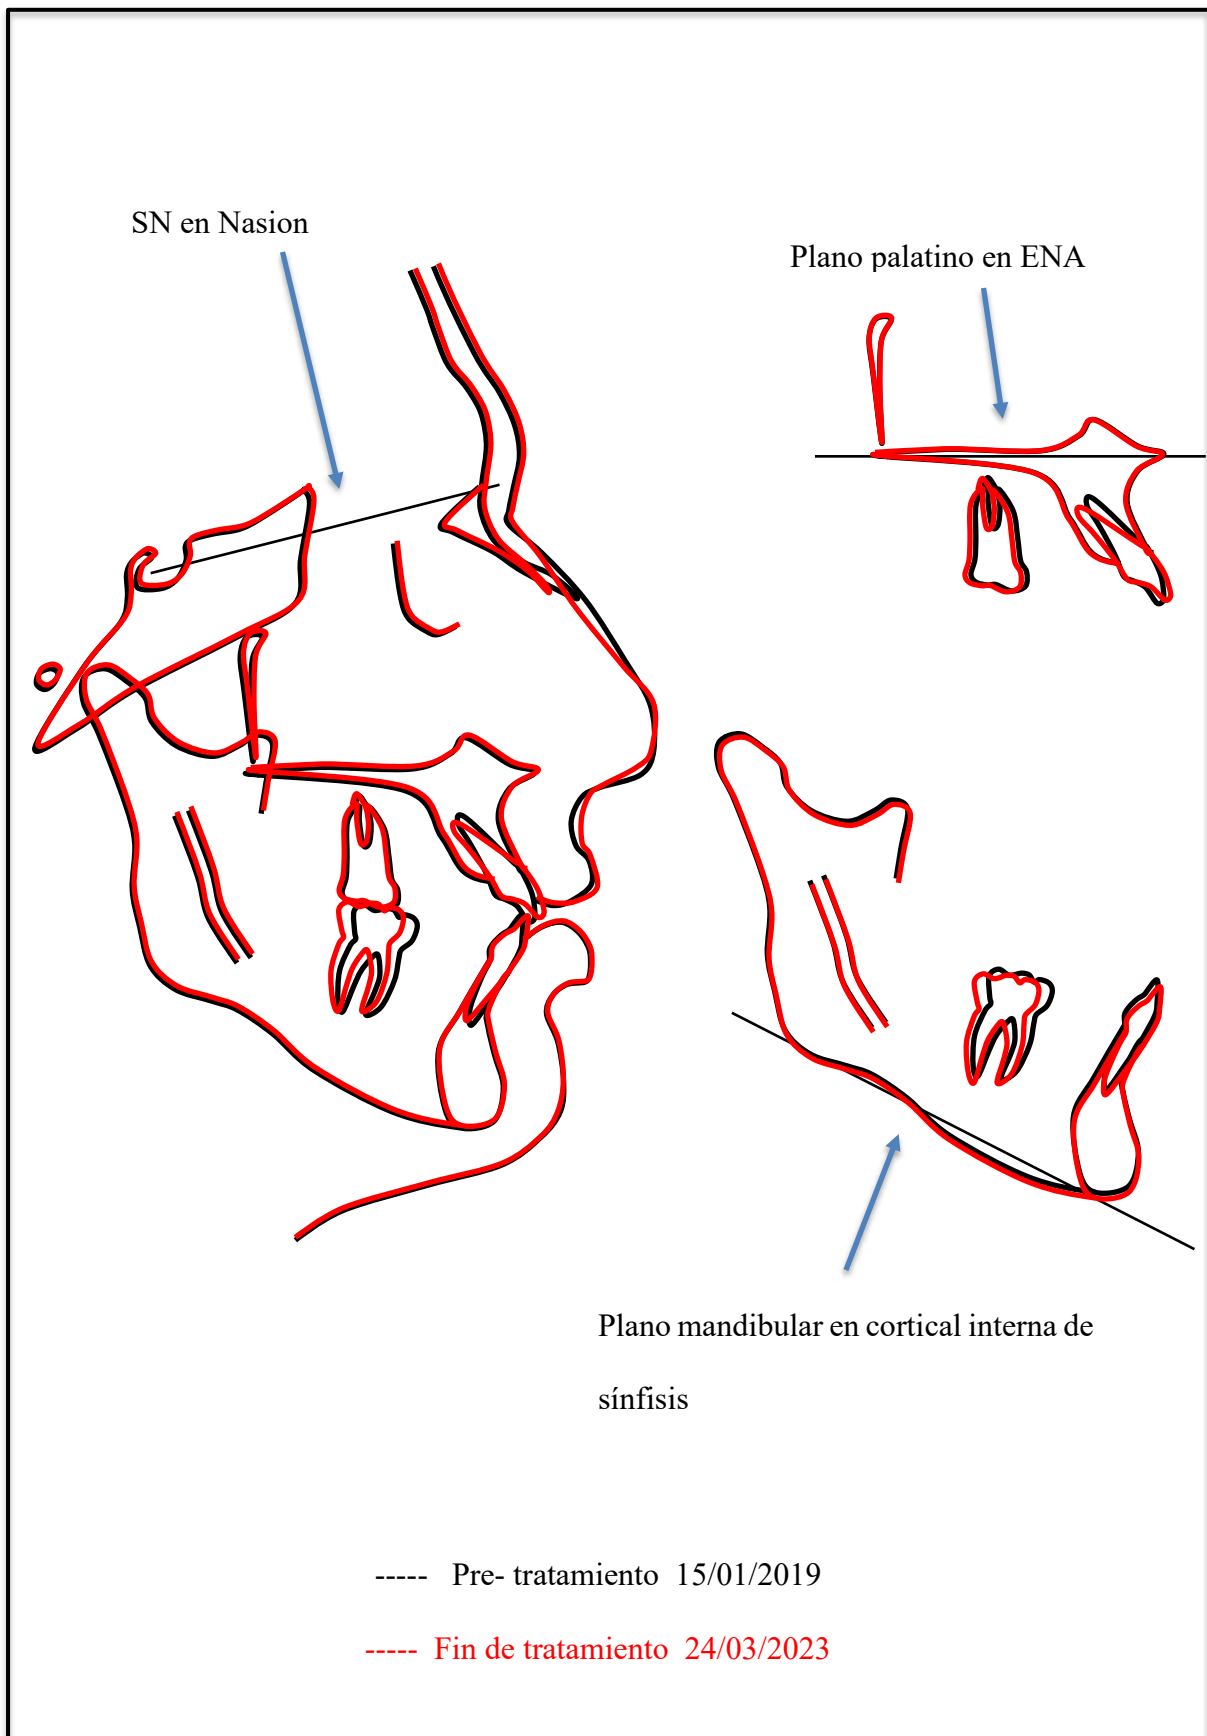 SN en Nasion
Plano palatino en ENA
Plano mandibular en cortical interna de
sínfisis
----- Pre- tratamiento 15/01/2019
----- Fin de tratamiento 24/03/2023